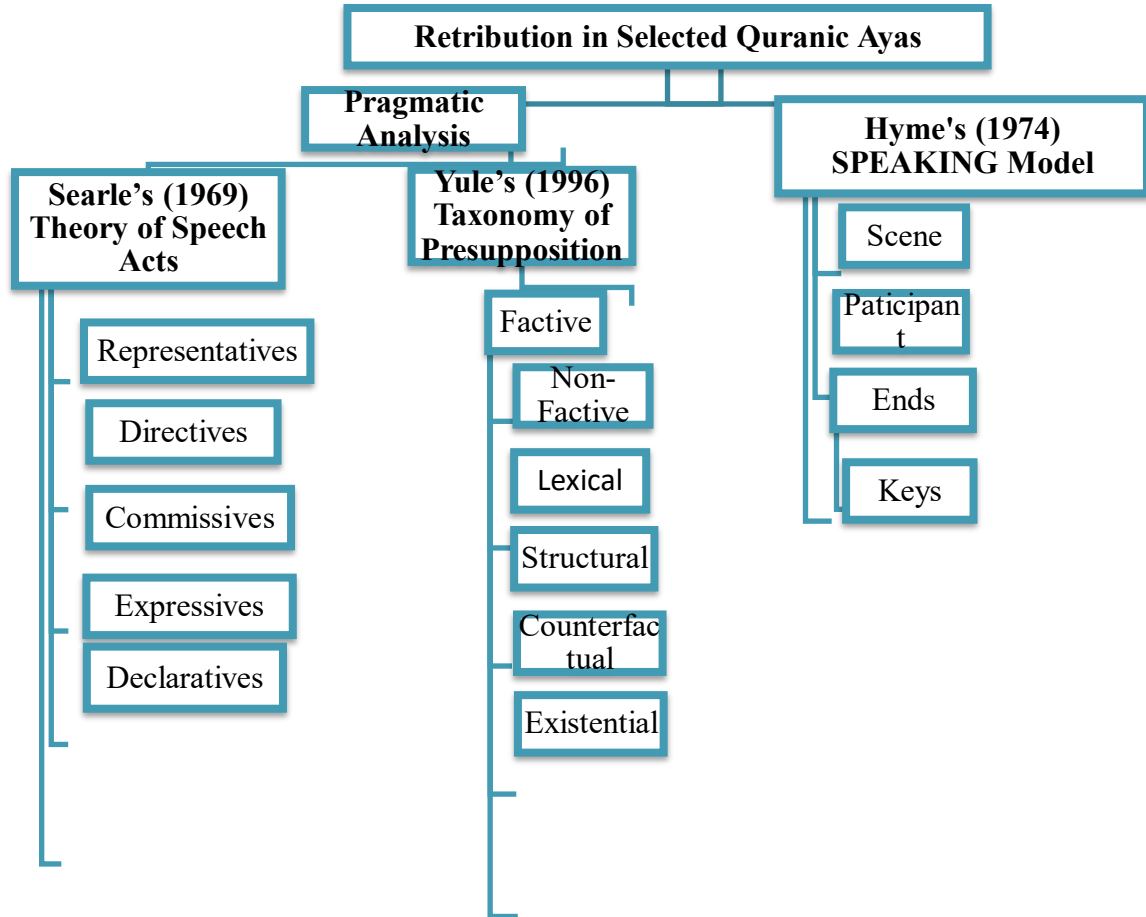 Retribution in Selected Quranic Ayas
Pragmatic
Analysis
Hyme's (1974)
SPEAKING Model
Searle’s (1969)
Theory of Speech
Acts
Yule’s (1996)
Taxonomy of
Presupposition
Representatives
Directives
Commissives
Expressives
Declaratives
Factive
Non-
Factive
Lexical
Structural
Counterfac
tual
Existential
Scene
Paticipan
t
Ends
Keys